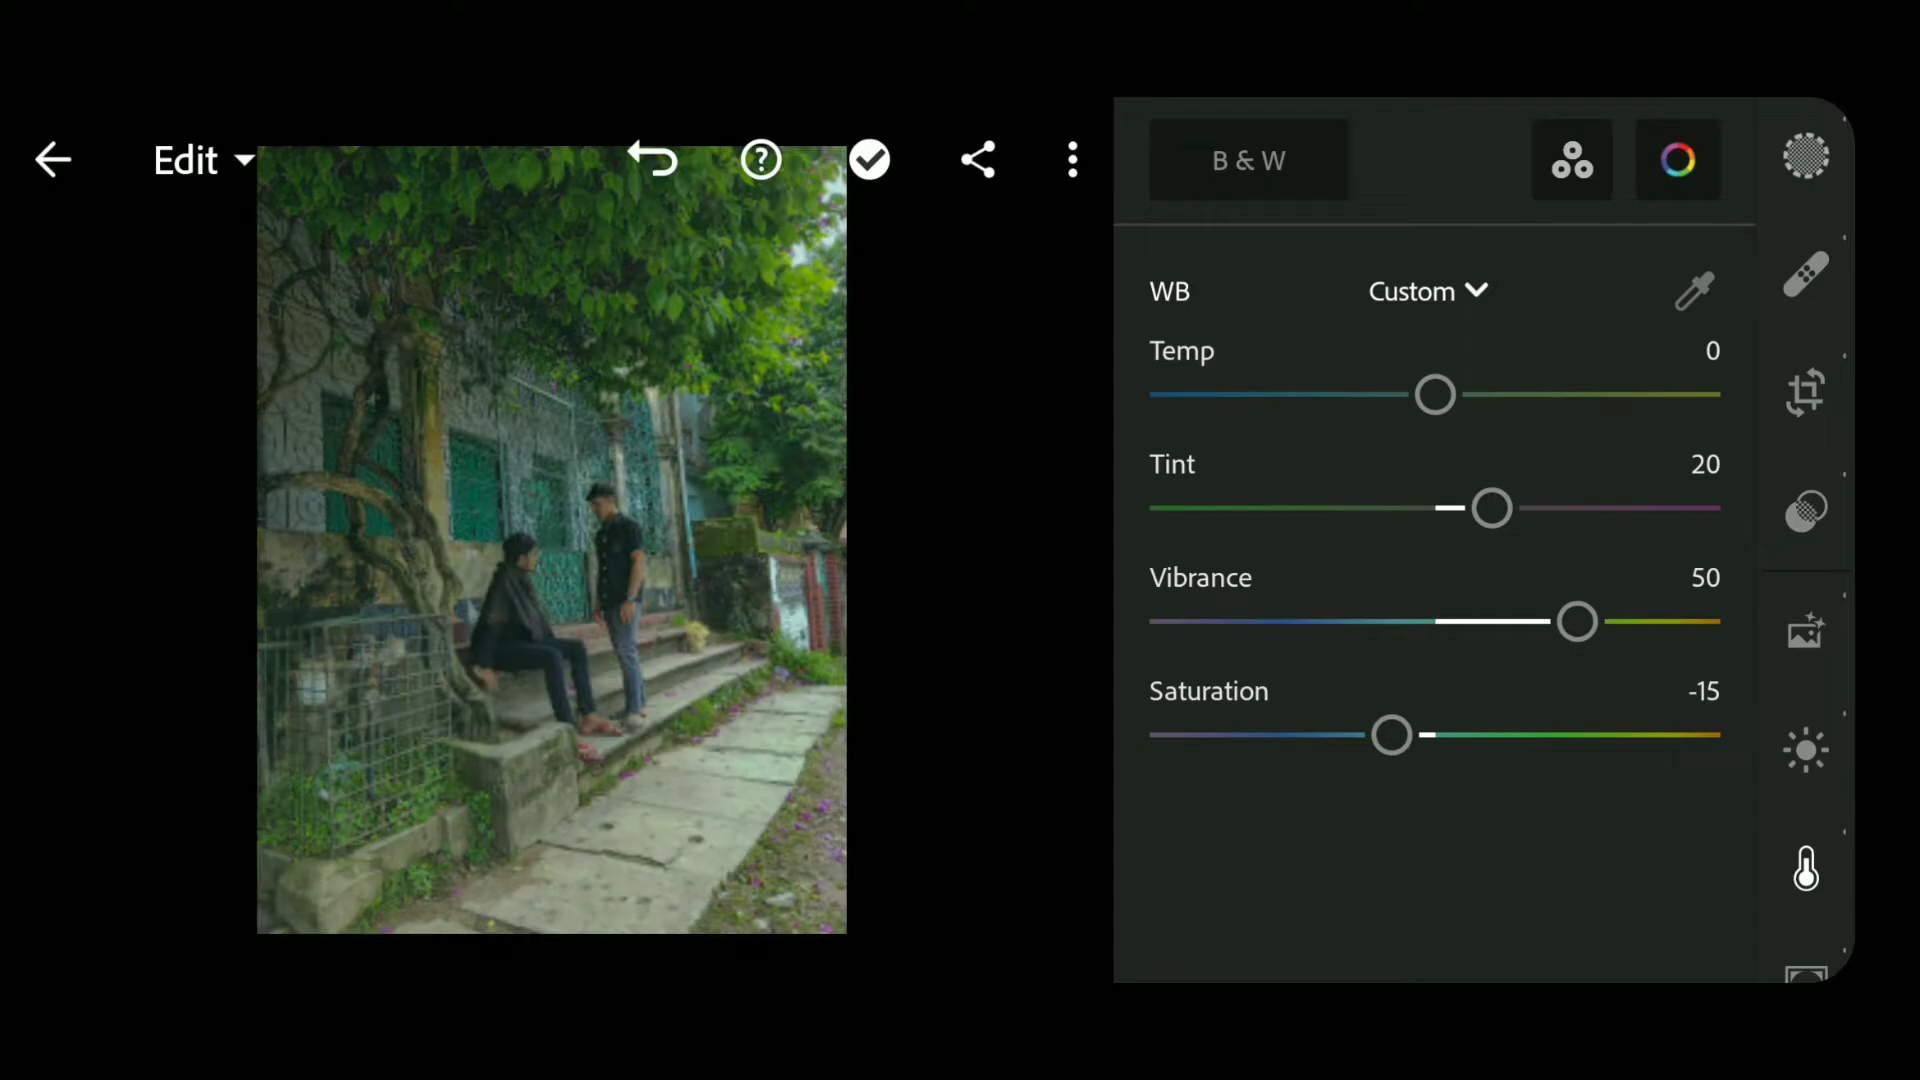 Edit
B & W
WB
Custom
Temp
0
Tint
20
Vibrance
50
Saturation
-15